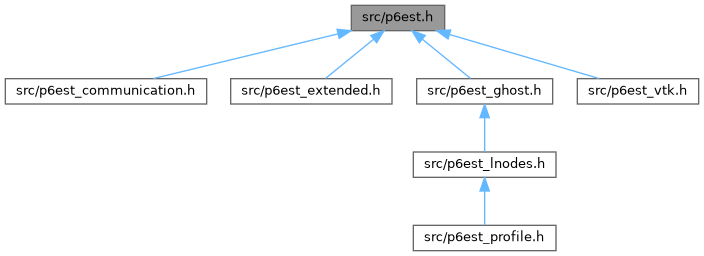 src/p6est.h
src/p6est_communication.h
src/p6est_extended.h
src/p6est_ghost.h
src/p6est_vtk.h
src/p6est_lnodes.h
src/p6est_profile.h